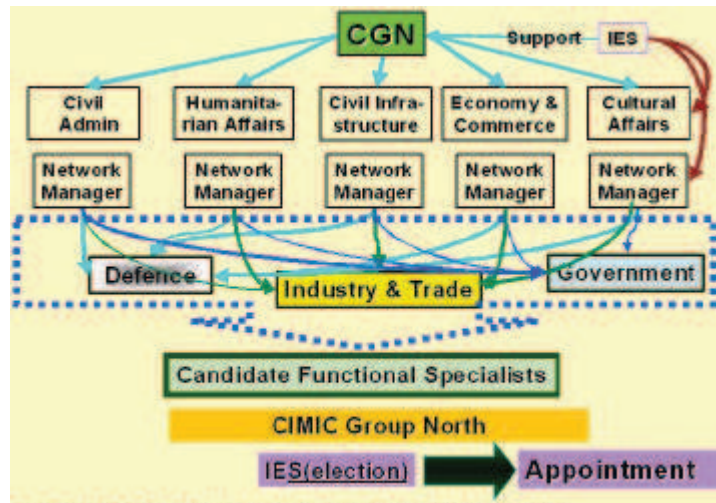 CGN
Support
IES
Civil
Admin
Humanita-
rian Affairs
Civil Infra-
structure
Economy &
Commerce
Cultural
Affairs
Network
Manager
Network
Manager
Network
Manager
Network
Manager
Network
Manager
Defence
Industry & Trade
Government
Candidate Functional Specialists
CIMIC Group North
IES(election)
Appointment